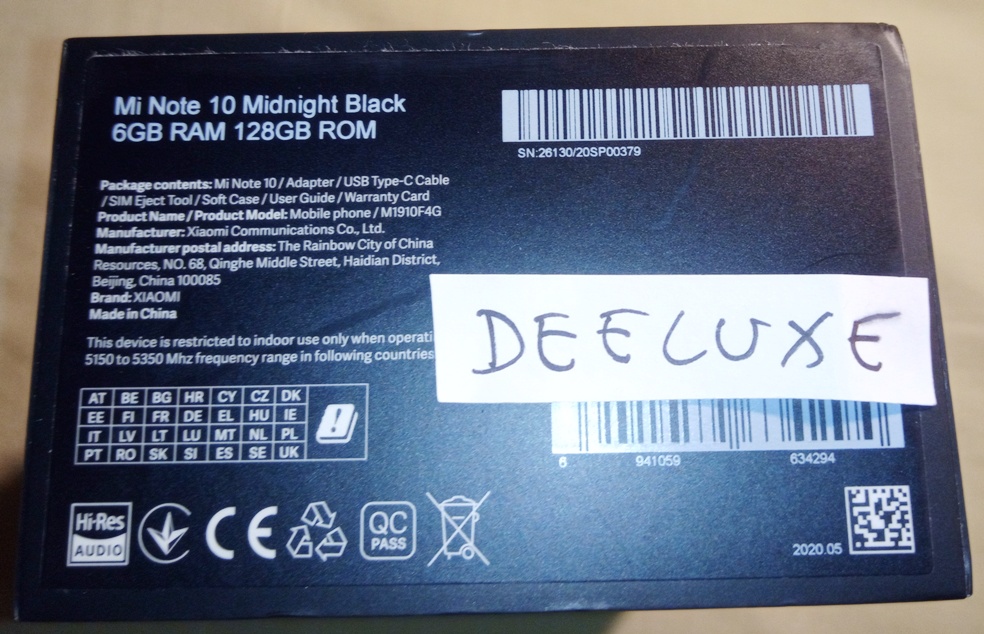 Mi Note 10 Midnight Black
6GB RAM 128GB ROM
SN:26130/20SP00379
Package contents: Mi Note 10 / Adapter / USB Type-C Cable
/ SIM Eject Tool / Soft Case / User Guide / Warranty Card
Product Name / Product Model: Mobile phone / M1910F4G
Manufacturer: Xiaomi Communications Co., Ltd.
Manufacturer postal address: The Rainbow City of China
Resources, NO. 68, Qinghe Middle Street, Haidian District,
Beijing, China 100085
Brand: XIAOMI
Made in China
This device is restricted to indoor use only when operati
5150 to 5350 Mhz frequency range in following countries
DEELUXE
AT BE BG HR CY CZ DK
EE FI FR DE EL HU IE
IT LV LT LU MT NL PL
PT RO SK SI ES SE UK
6 941059 634294
Hi-Res
AUDIO
CE
QC
PASS
2020.05